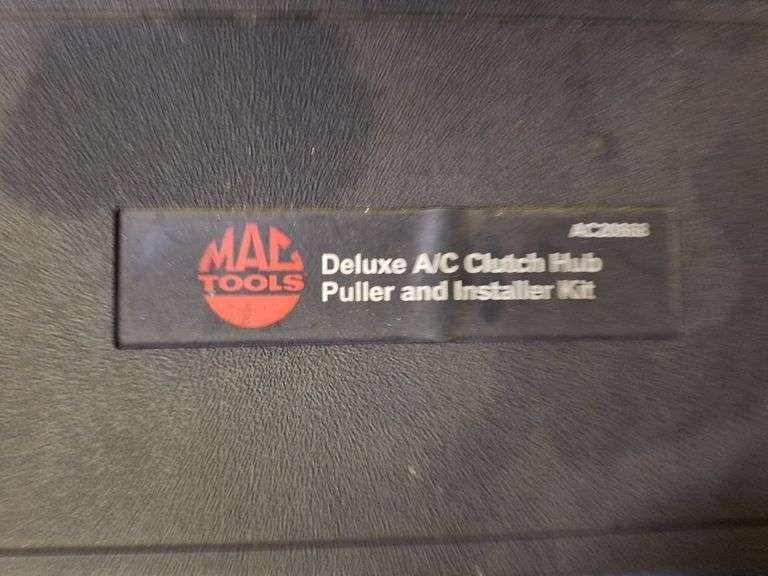 MAC
TOOLS
Deluxe A/C Clutch Hub
Puller and Installer Kit